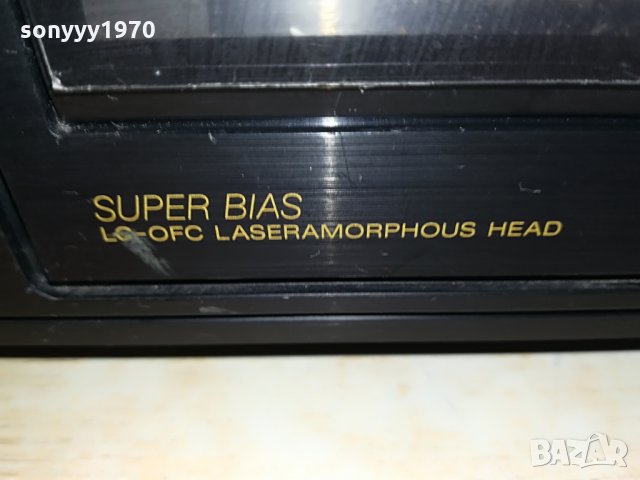 sonyyy1970
SUPER BIAS
LC-OFC LASERAMORPHOUS HEAD
BAZAR